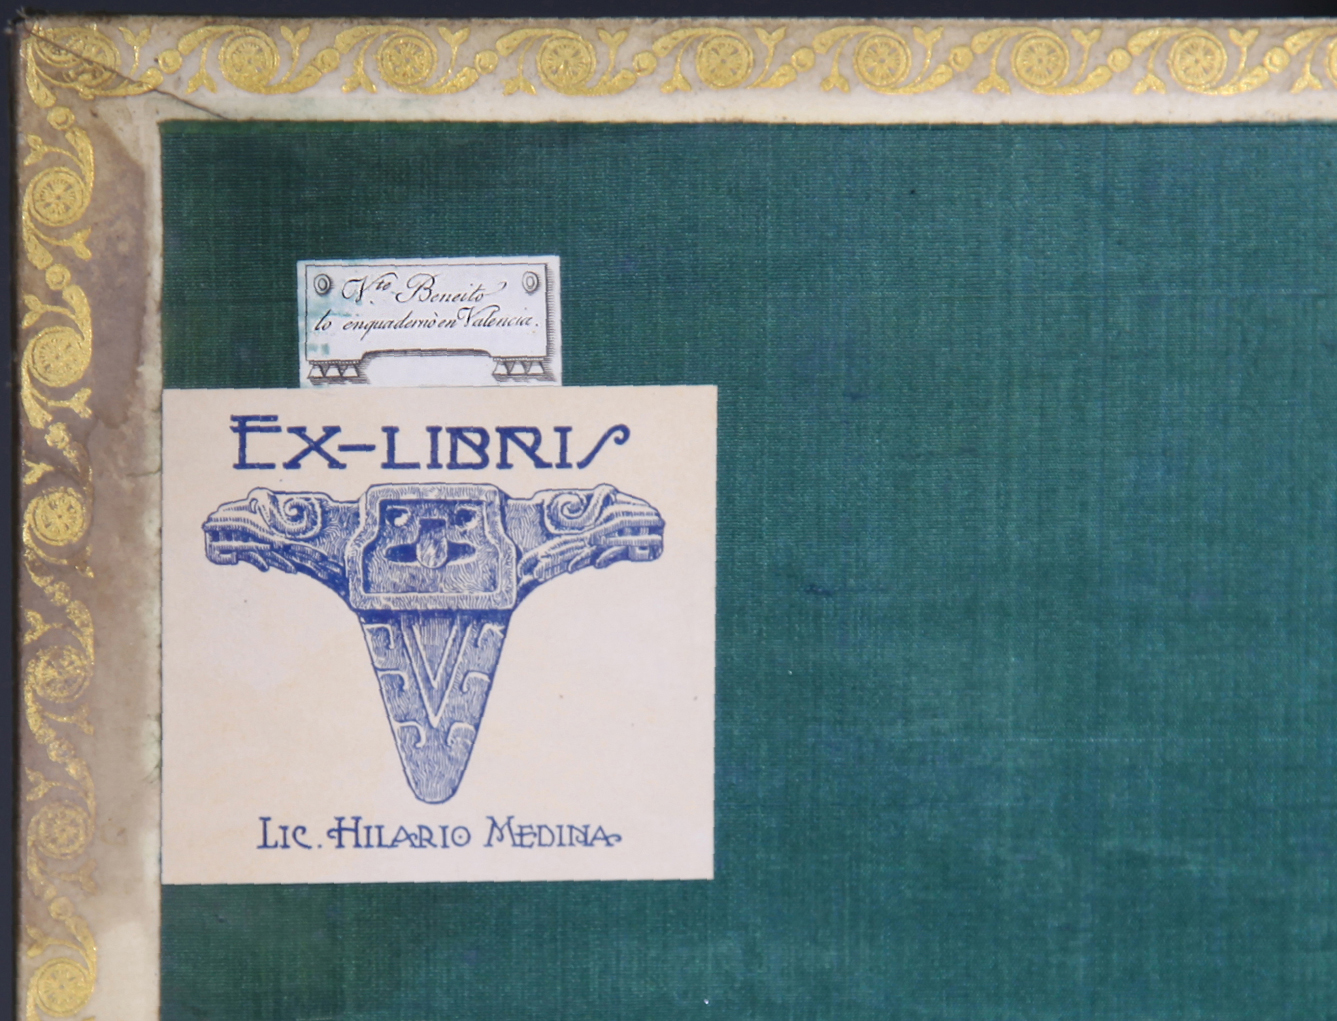 Vte. Beneito
lo enquadernò en Valencia.
EX-LIBRIS
LIC. HILARIO MEDINA